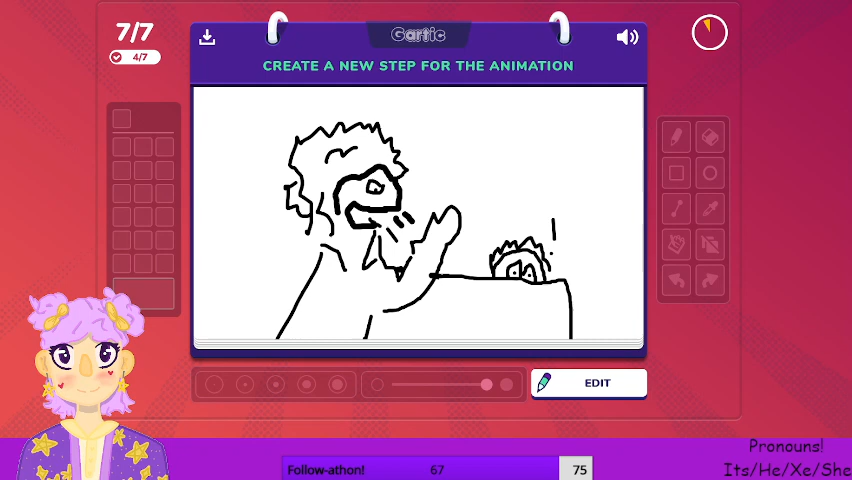 7/7
4/7
Gartic
CREATE A NEW STEP FOR THE ANIMATION
!
EDIT
Pronouns!
Its/He/Xe/She
Follow-athon! 67 75